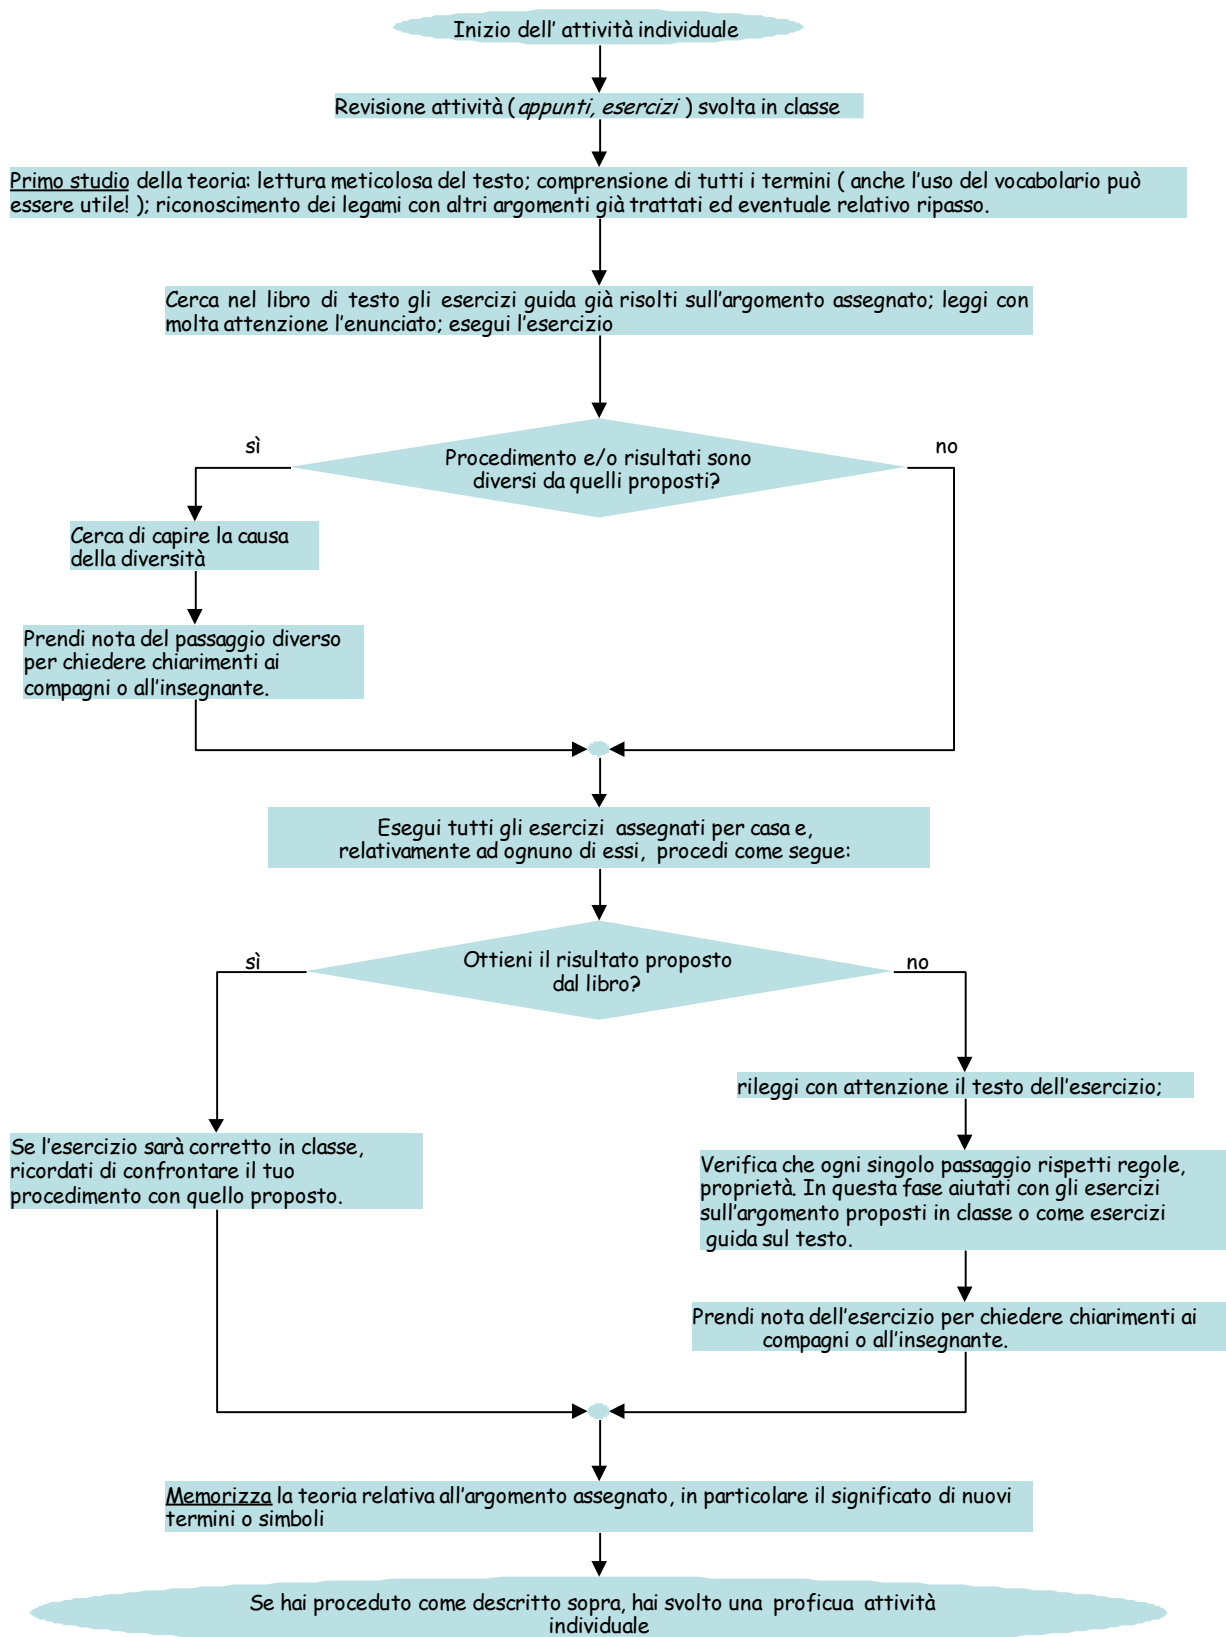 Inizio dell' attività individuale
Revisione attività ( appunti, esercizi ) svolta in classe
Primo studio della teoria: lettura meticolosa del testo; comprensione di tutti i termini ( anche l'uso del vocabolario può
essere utile! ); riconoscimento dei legami con altri argomenti già trattati ed eventuale relativo ripasso.
Cerca nel libro di testo gli esercizi guida già risolti sull'argomento assegnato; leggi con
molta attenzione l'enunciato; esegui l'esercizio
sì
no
Procedimento e/o risultati sono
diversi da quelli proposti?
Cerca di capire la causa
della diversità
Prendi nota del passaggio diverso
per chiedere chiarimenti ai
compagni o all'insegnante.
Esegui tutti gli esercizi assegnati per casa e,
relativamente ad ognuno di essi, procedi come segue:
sì
Ottieni il risultato proposto
dal libro?
no
rileggi con attenzione il testo dell'esercizio;
Se l'esercizio sarà corretto in classe,
ricordati di confrontare il tuo
procedimento con quello proposto.
Verifica che ogni singolo passaggio rispetti regole,
proprietà. In questa fase aiutati con gli esercizi
sull'argomento proposti in classe o come esercizi
guida sul testo.
Prendi nota dell'esercizio per chiedere chiarimenti ai
compagni o all'insegnante.
Memorizza la teoria relativa all'argomento assegnato, in particolare il significato di nuovi
termini o simboli
Se hai proceduto come descritto sopra, hai svolto una proficua attività
individuale